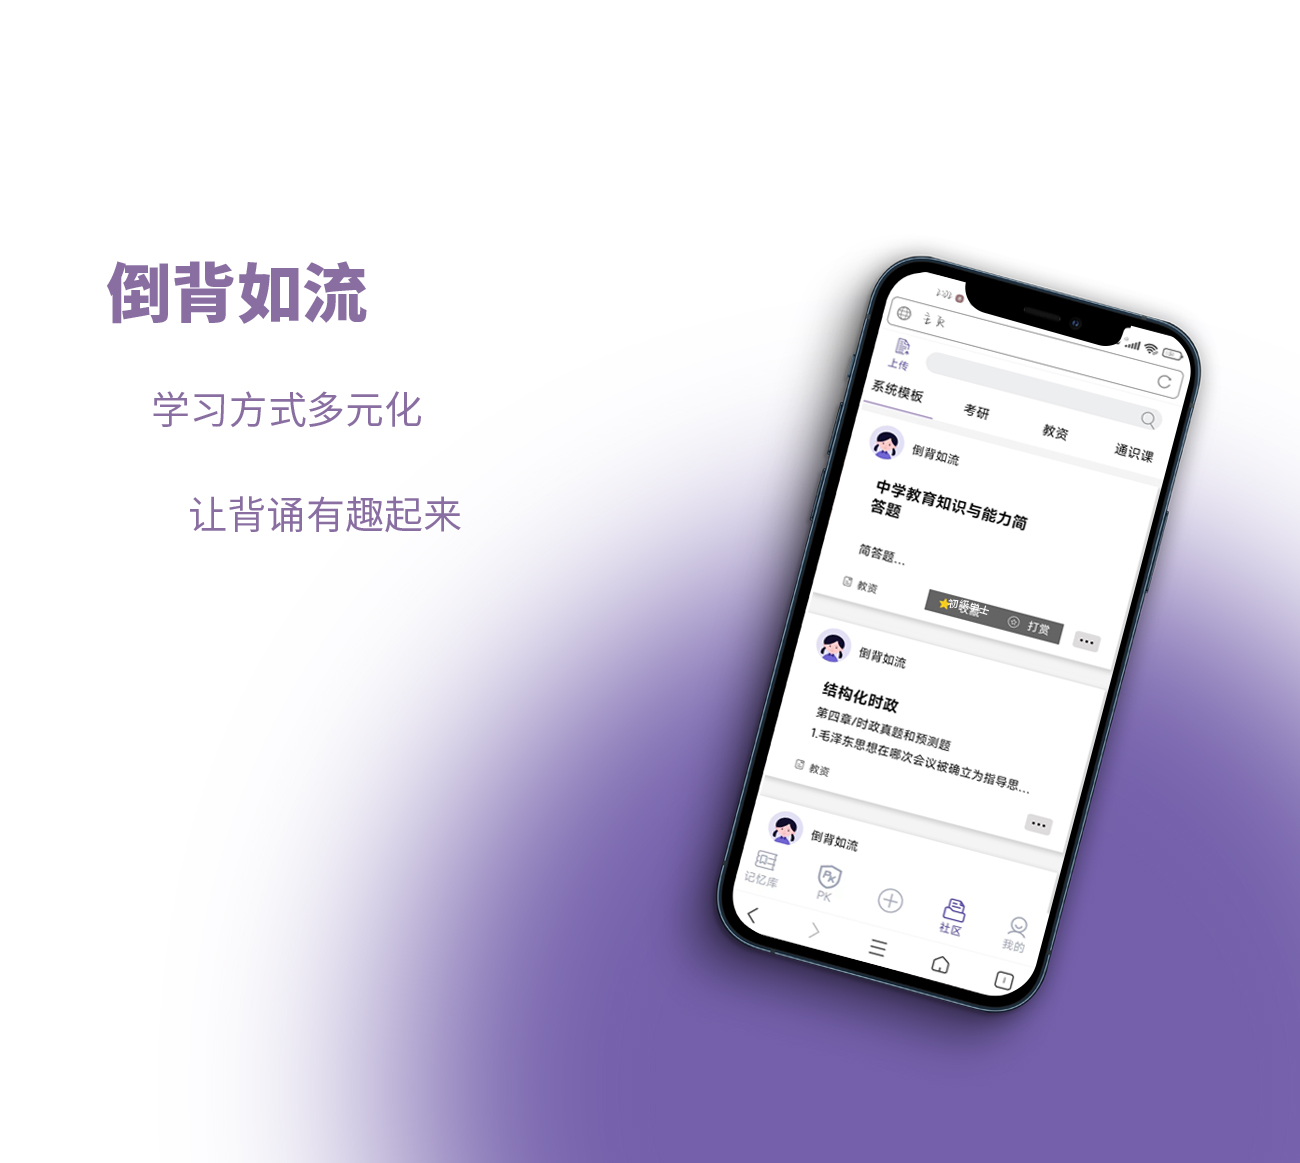 倒背如流
学习方式多元化
让背诵有趣起来
上传
系统模板 考研 教资 通识课
倒背如流
中学教育知识与能力简
答题
简答题...
教资
打赏
倒背如流
结构化时政
第四章/时政真题和预测题
1.毛泽东思想在哪次会议被确立为指导思...
教资
倒背如流
记忆库 PK 社区 我的